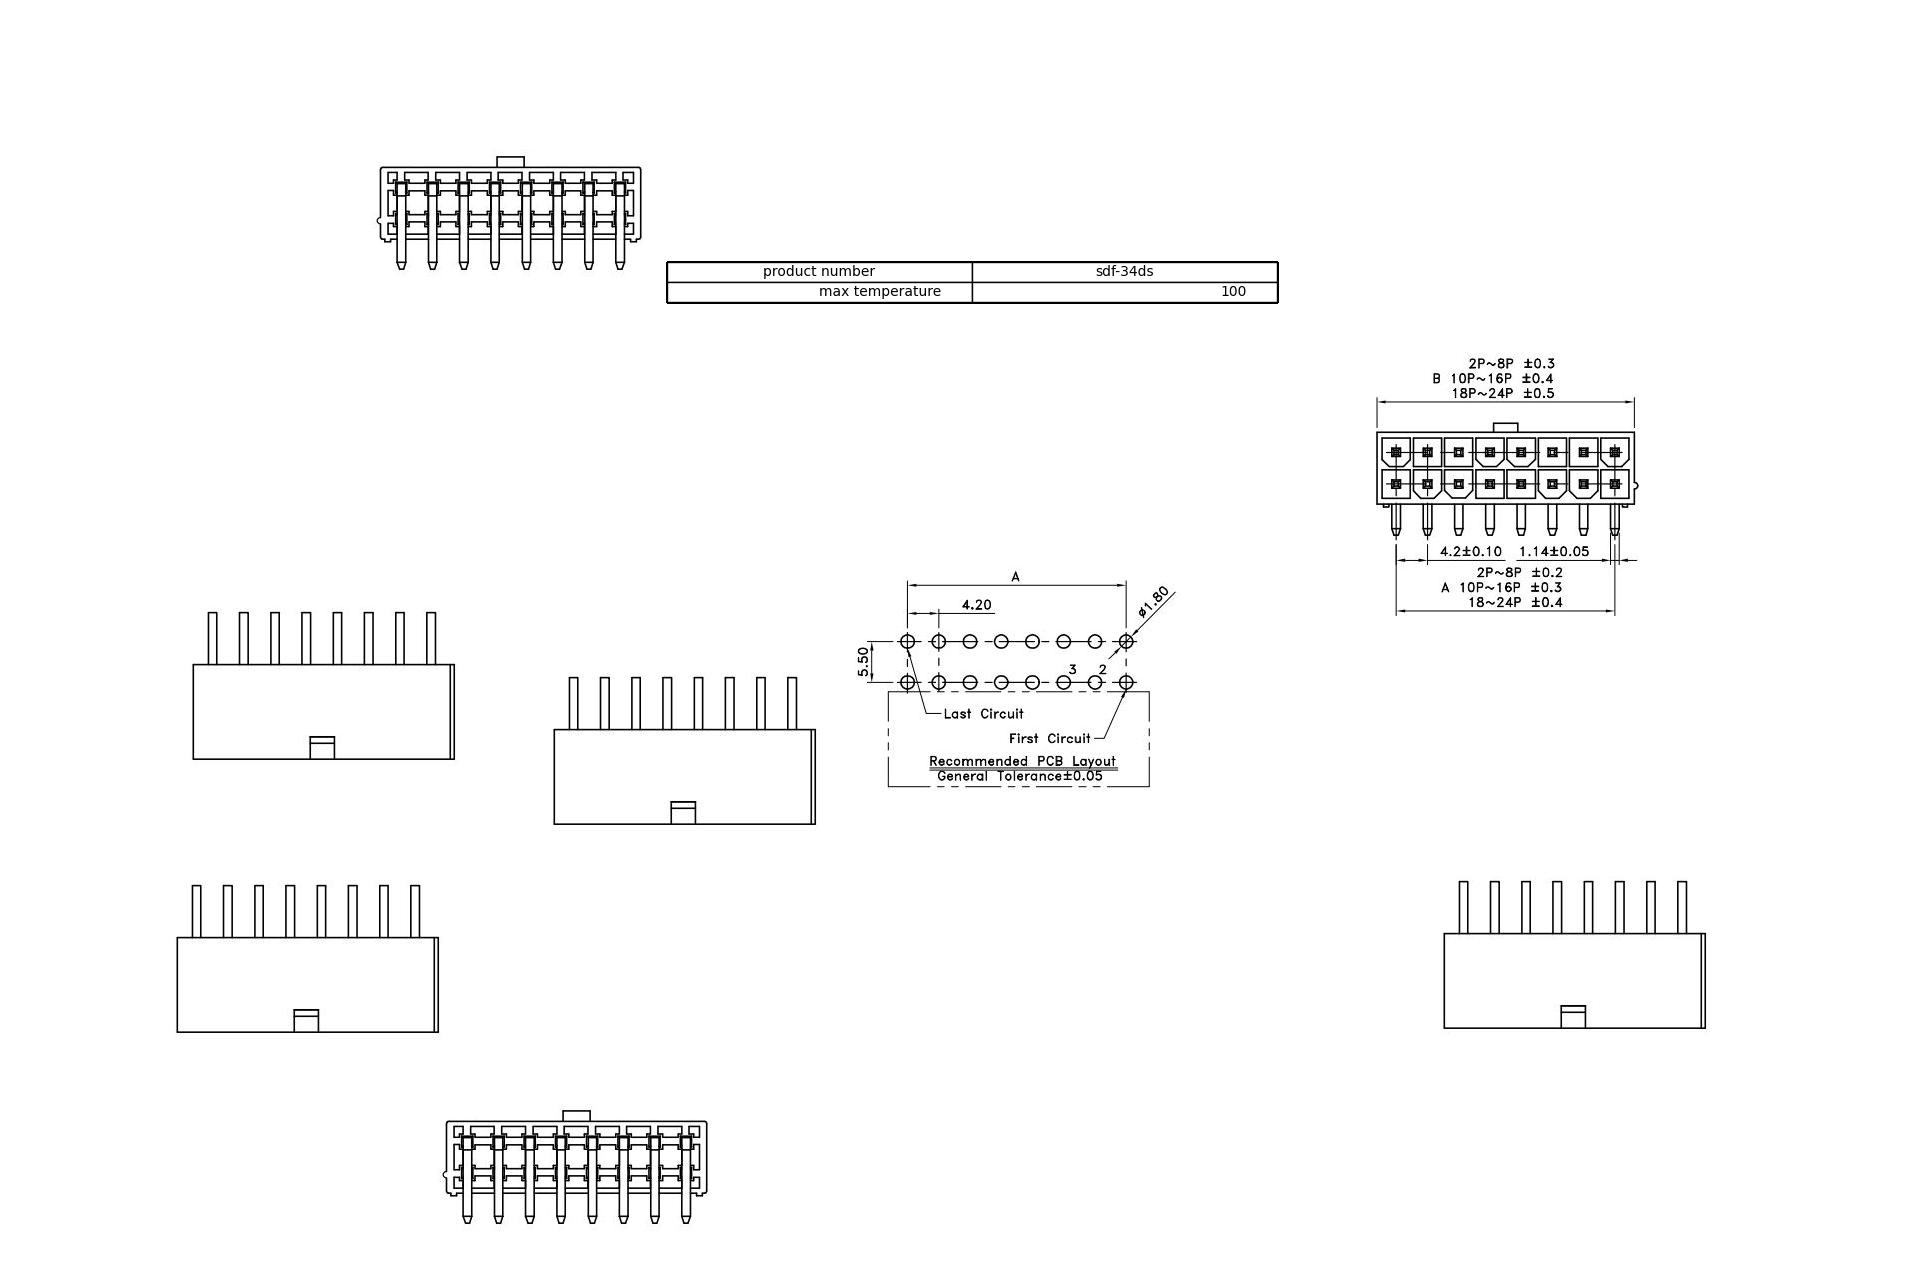 product number sdf-34ds
max temperature 100
2P~8P ±0.3
B 10P~16P ±0.4
18P~24P ±0.5
4.2±0.10 1.14±0.05
2P~8P ±0.2
A 10P~16P ±0.3
18~24P ±0.4
A
4.20
ø1.80
5.50
3 2
Last Circuit
First Circuit
Recommended PCB Layout
General Tolerance±0.05